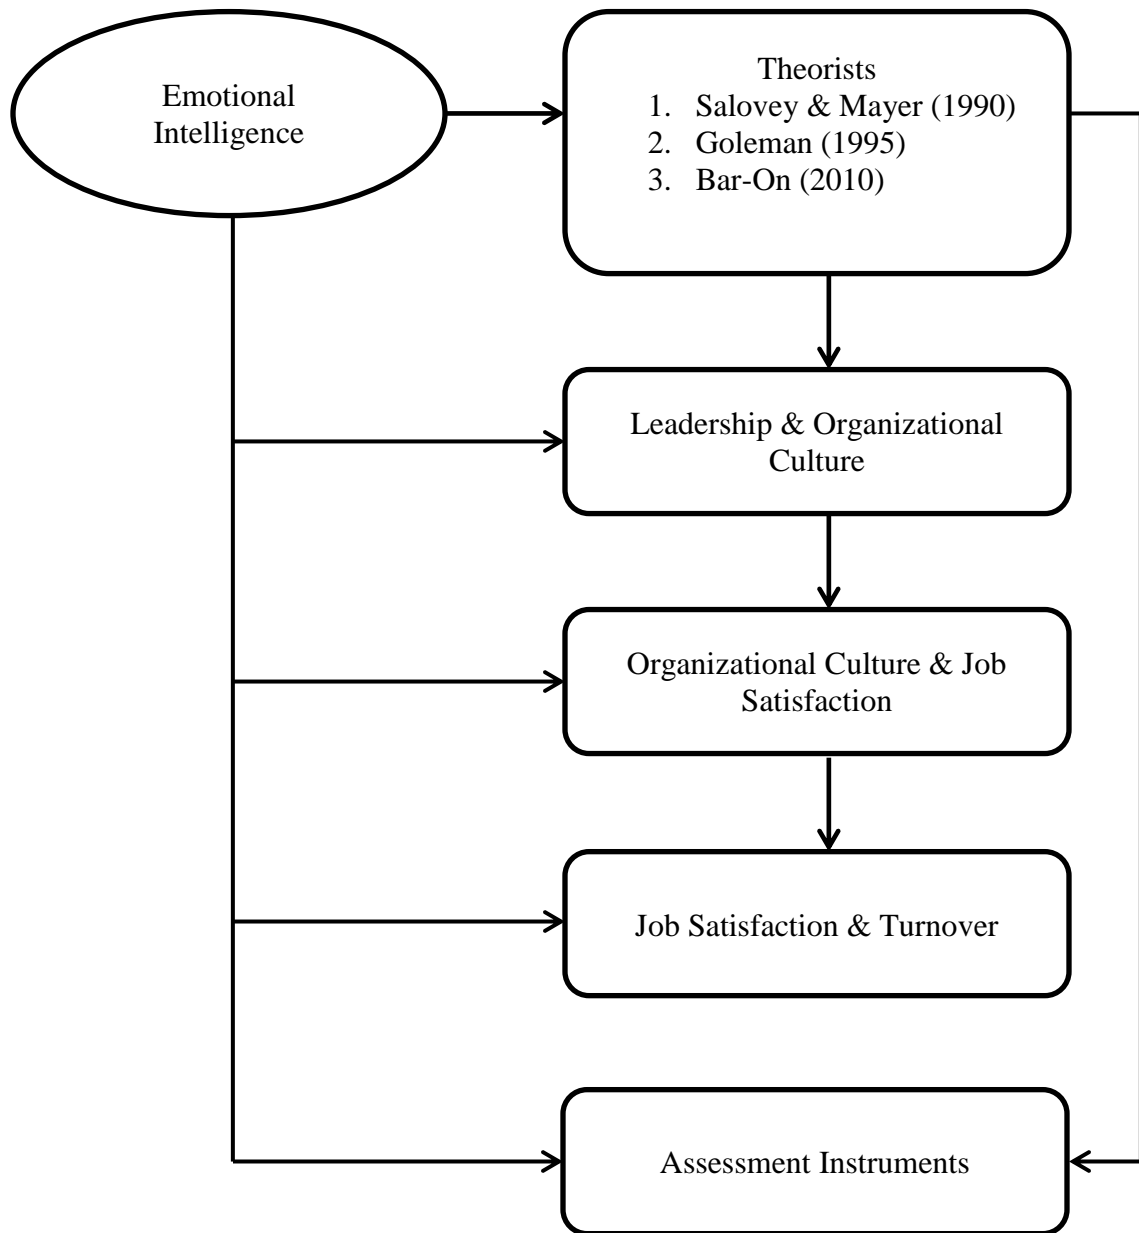 Emotional
Intelligence
Theorists
1. Salovey & Mayer (1990)
2. Goleman (1995)
3. Bar-On (2010)
Leadership & Organizational
Culture
Organizational Culture & Job
Satisfaction
Job Satisfaction & Turnover
Assessment Instruments